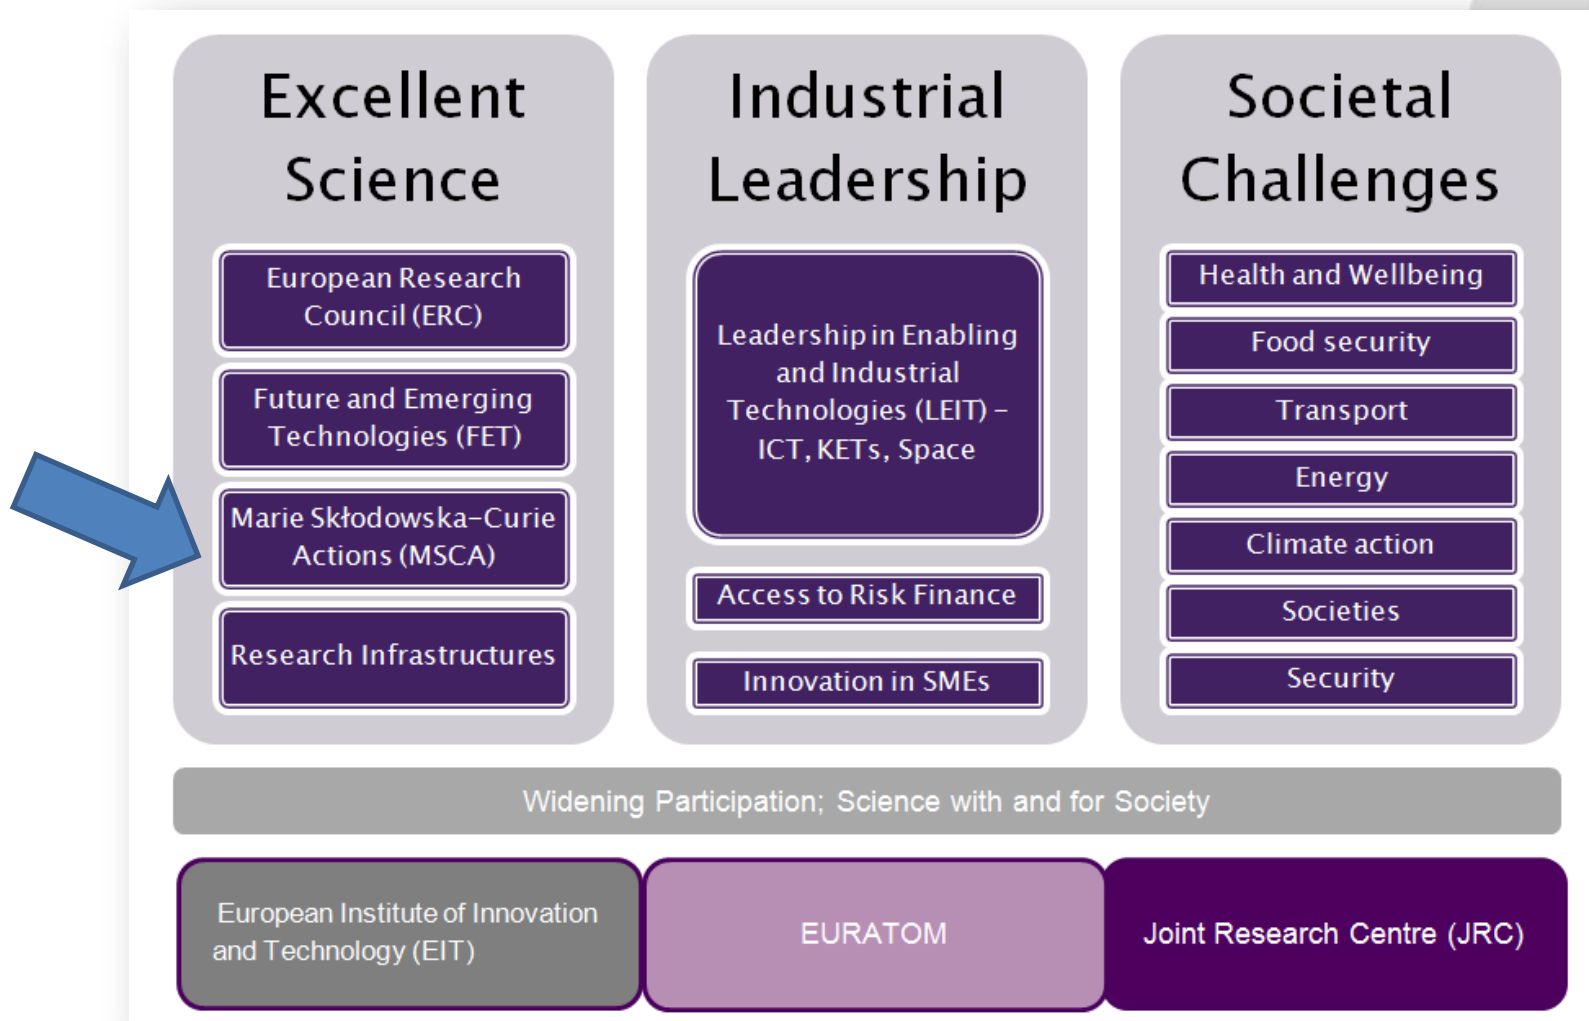 Excellent
Science
European Research
Council (ERC)
Future and Emerging
Technologies (FET)
Marie Skłodowska-Curie
Actions (MSCA)
Research Infrastructures
Industrial
Leadership
Leadership in Enabling
and Industrial
Technologies (LEIT) –
ICT, KETs, Space
Access to Risk Finance
Innovation in SMEs
Societal
Challenges
Health and Wellbeing
Food security
Transport
Energy
Climate action
Societies
Security
Widening Participation; Science with and for Society
European Institute of Innovation
and Technology (EIT)
EURATOM
Joint Research Centre (JRC)